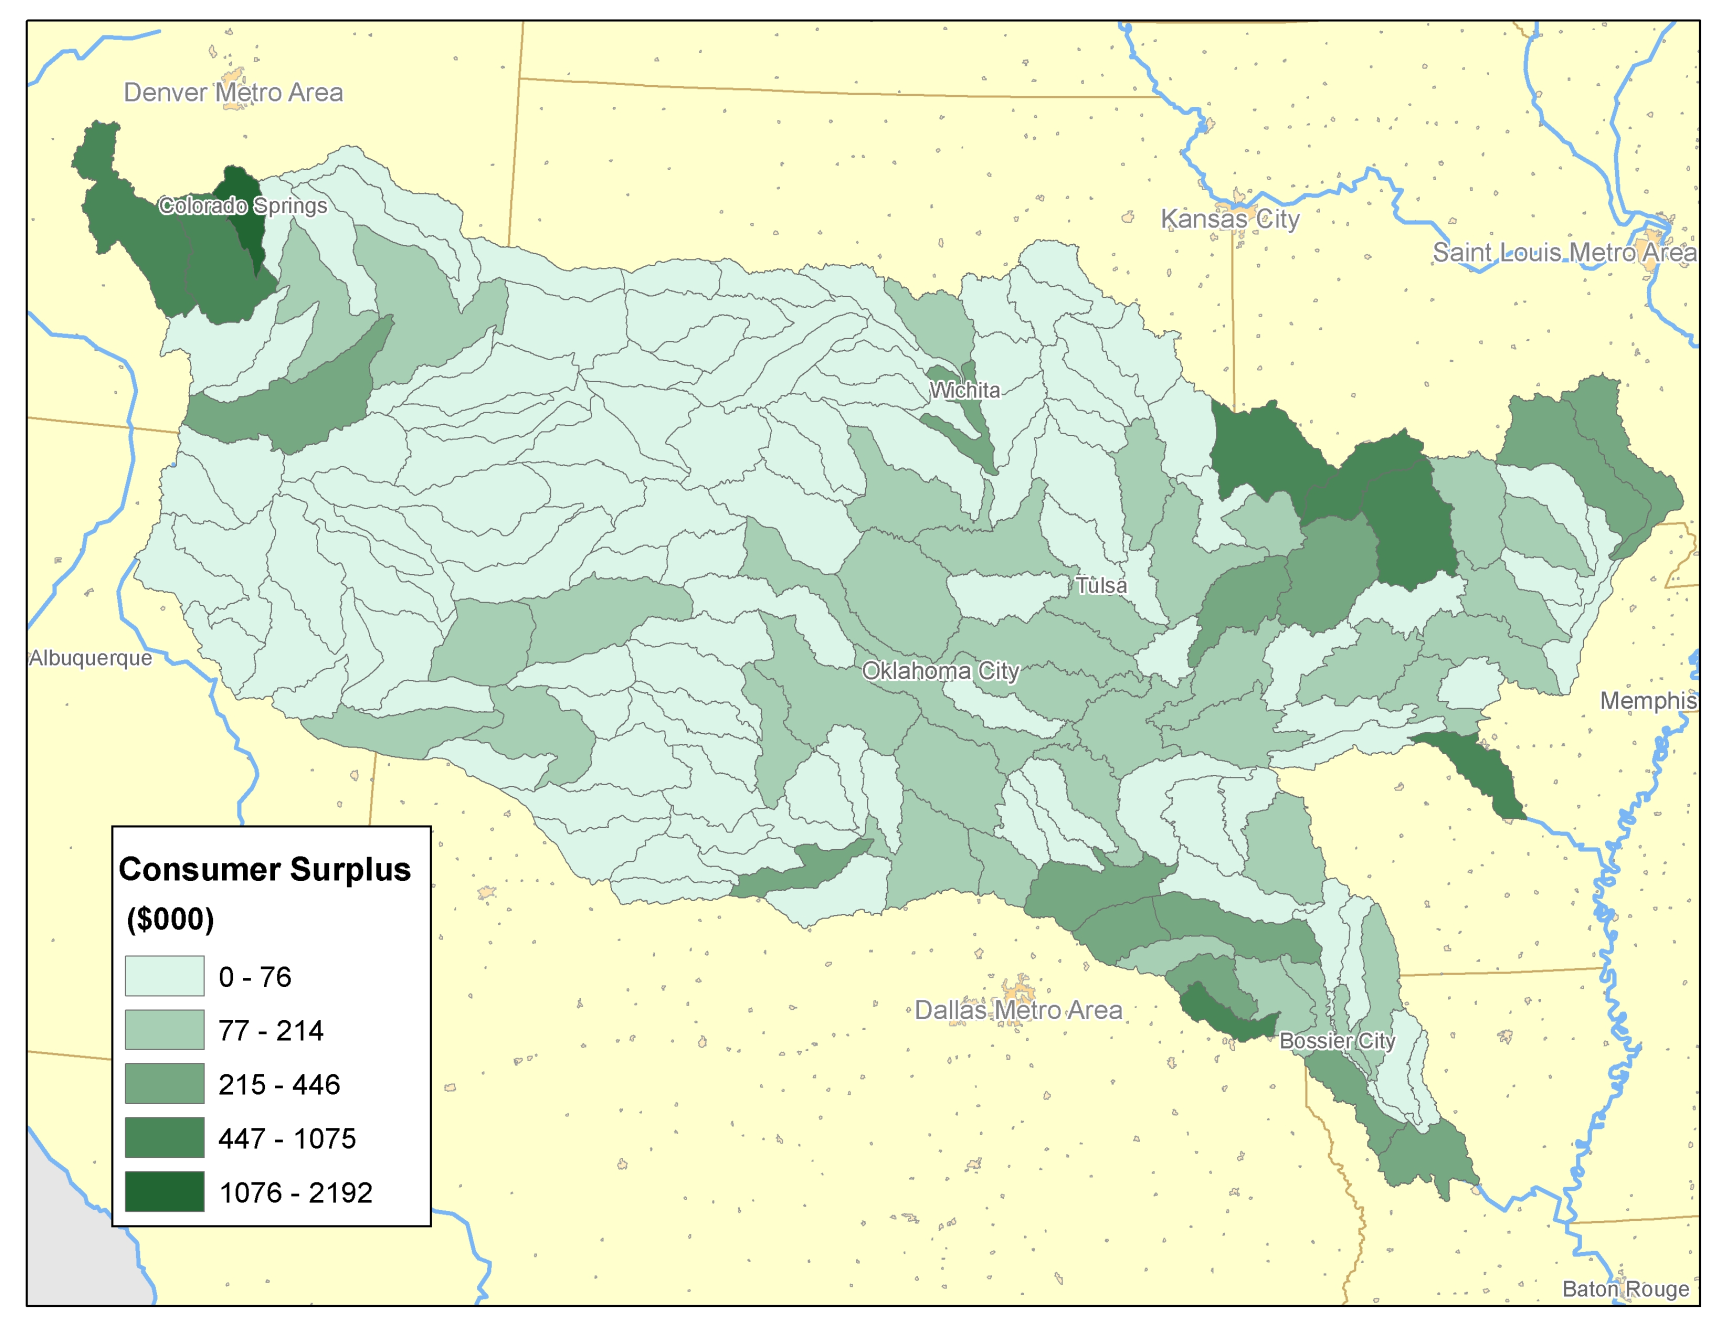 Denver Metro Area
Colorado Springs
Kansas City
Saint Louis Metro Area
Wichita
Tulsa
Albuquerque
Oklahoma City
Memphis
Dallas Metro Area
Bossier City
Baton Rouge
Consumer Surplus
($000)
0 - 76
77 - 214
215 - 446
447 - 1075
1076 - 2192